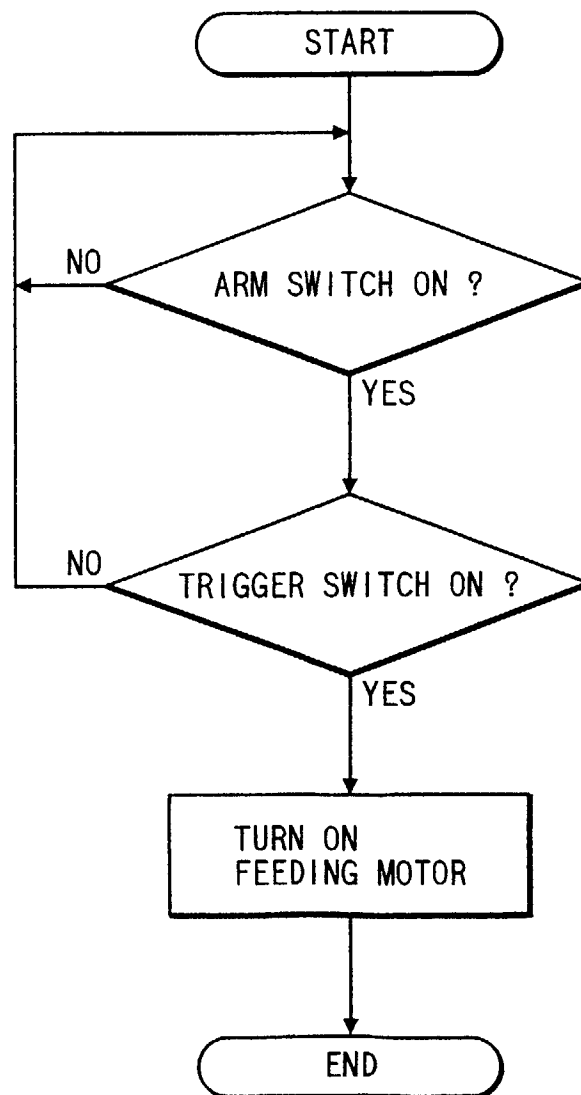 START
NO
ARM SWITCH ON ?
YES
NO
TRIGGER SWITCH ON ?
YES
TURN ON
FEEDING MOTOR
END